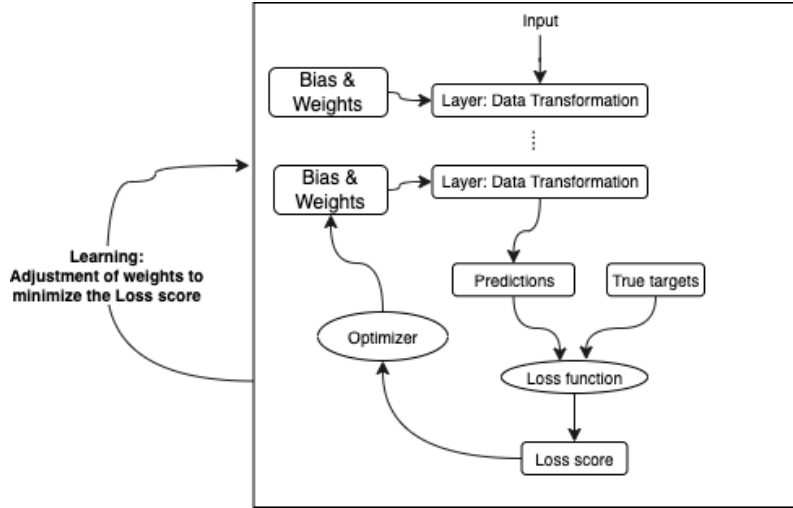 Input
Bias &
Weights
Layer: Data Transformation
Bias &
Weights
Layer: Data Transformation
Learning:
Adjustment of weights to
minimize the Loss score
Predictions
True targets
Optimizer
Loss function
Loss score